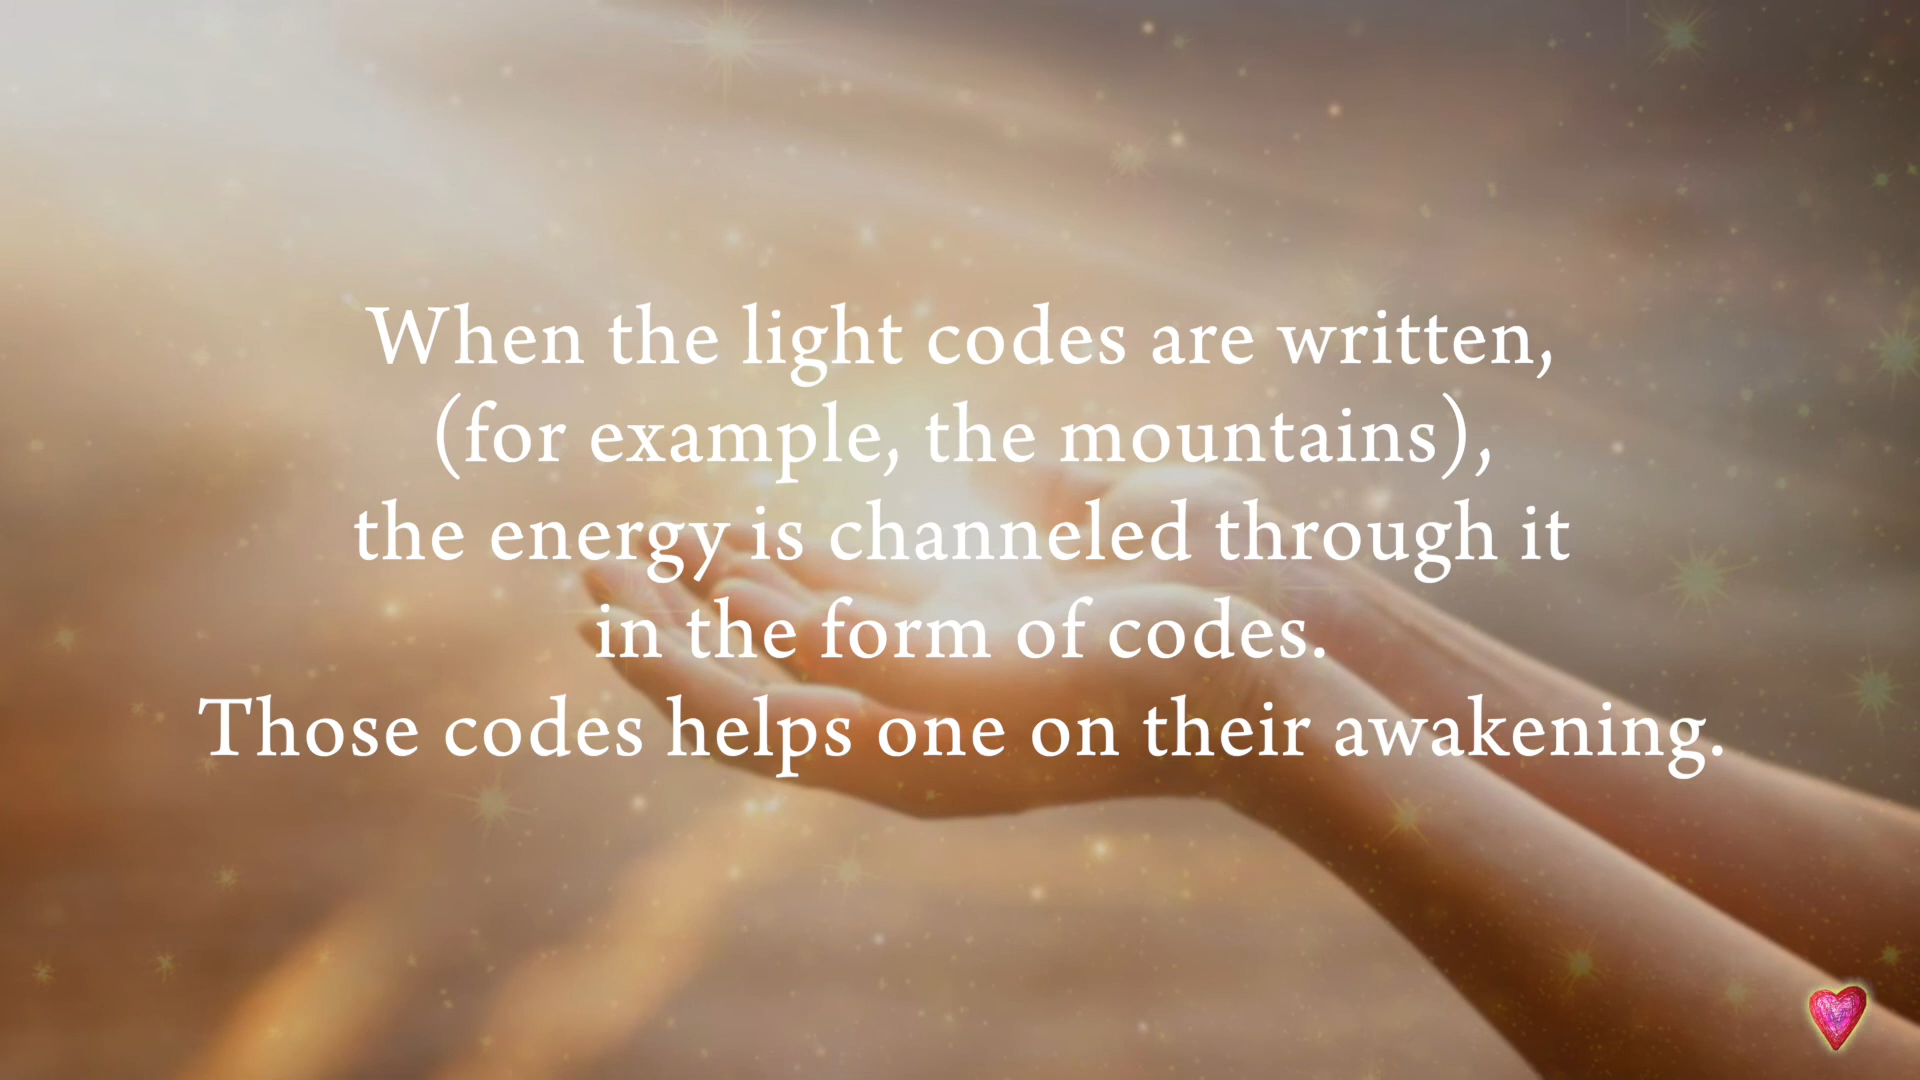 When the light codes are written,
(for example, the mountains),
the energy is channeled through it
in the form of codes.
Those codes helps one on their awakening.